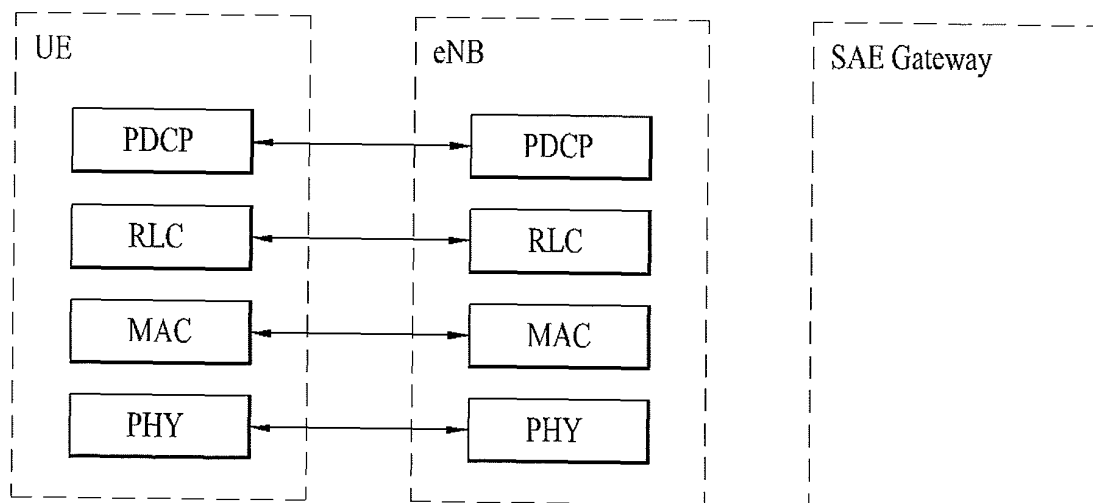 UE
eNB
SAE Gateway
PDCP
PDCP
RLC
RLC
MAC
MAC
PHY
PHY